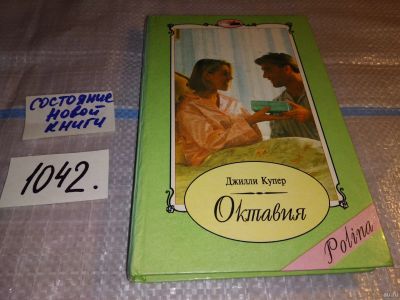 состояние
новой
книги
1042.
Джилли Купер
Октавия
Polina